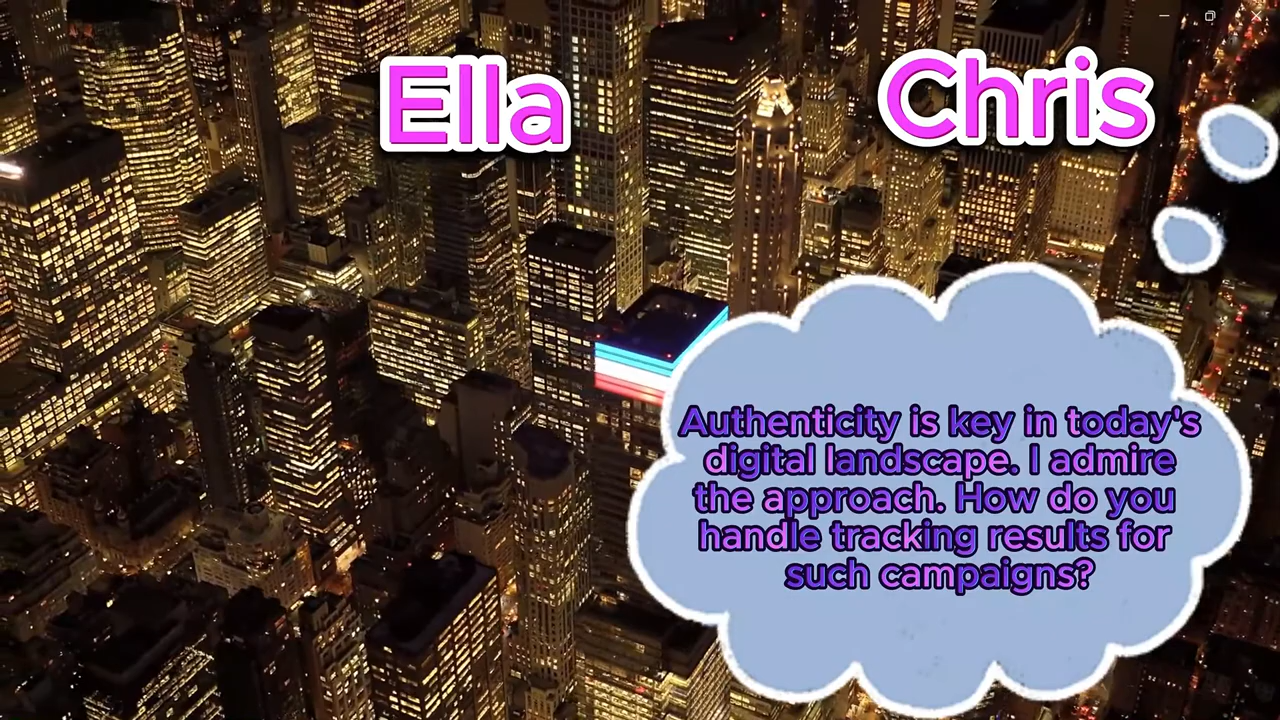 Ella
Chris
Authenticity is key in today's
digital landscape. I admire
the approach. How do you
handle tracking results for
such campaigns?